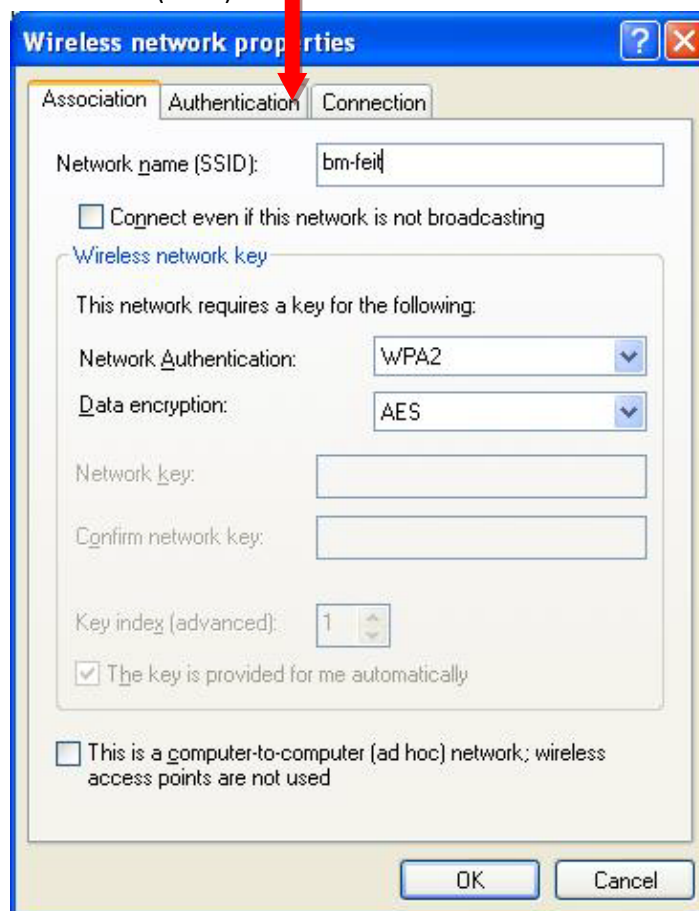 Wireless network properties
Association Authentication Connection
Network name (SSID): bm-feit
Connect even if this network is not broadcasting
Wireless network key
This network requires a key for the following:
Network Authentication: WPA2
Data encryption: AES
Network key:
Confirm network key:
Key index (advanced): 1
The key is provided for me automatically
This is a computer-to-computer (ad hoc) network; wireless
access points are not used
OK Cancel